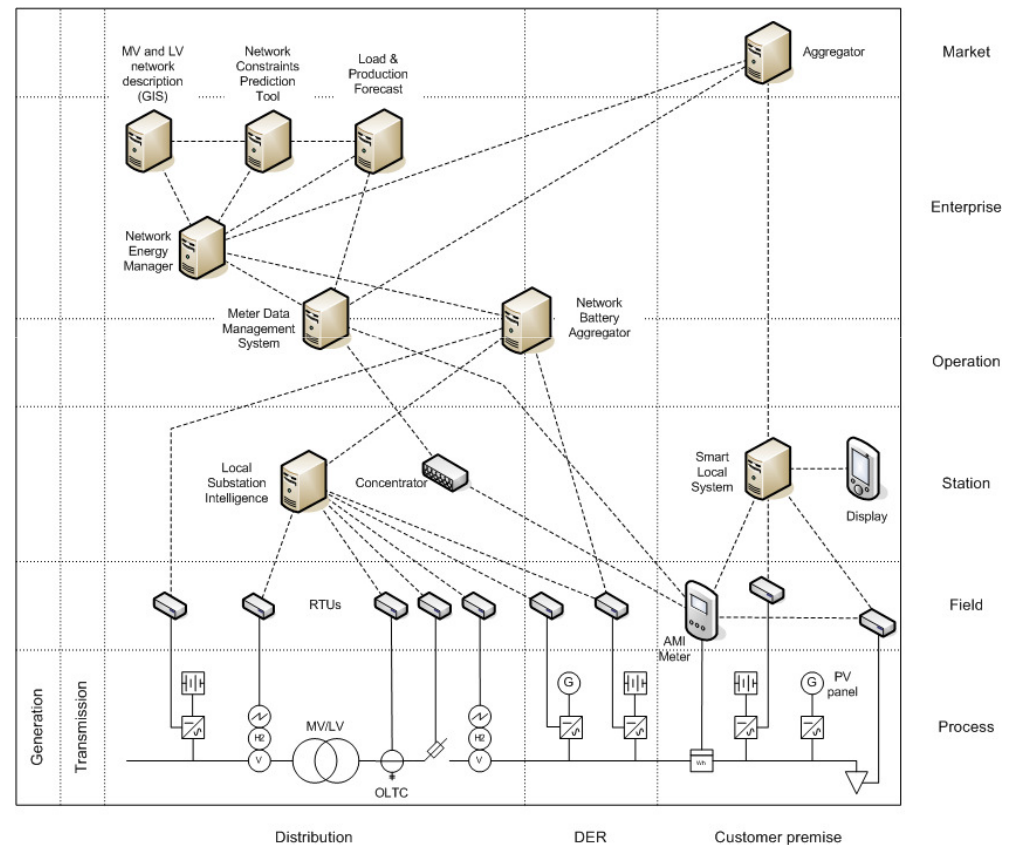 MV and LV
network
description
(GIS)
Network
Constraints
Prediction
Tool
Load &
Production
Forecast
Aggregator
Market
Network
Energy
Manager
Enterprise
Meter Data
Management
System
Network
Battery
Aggregator
Operation
Local
Substation
Intelligence
Concentrator
Smart
Local
System
Display
Station
RTUs
AMI
Meter
Field
Generation
Transmission
MV/LV
OLTC
H2
V
H2
V
G
Wh
G
PV
panel
Process
Distribution
DER
Customer premise